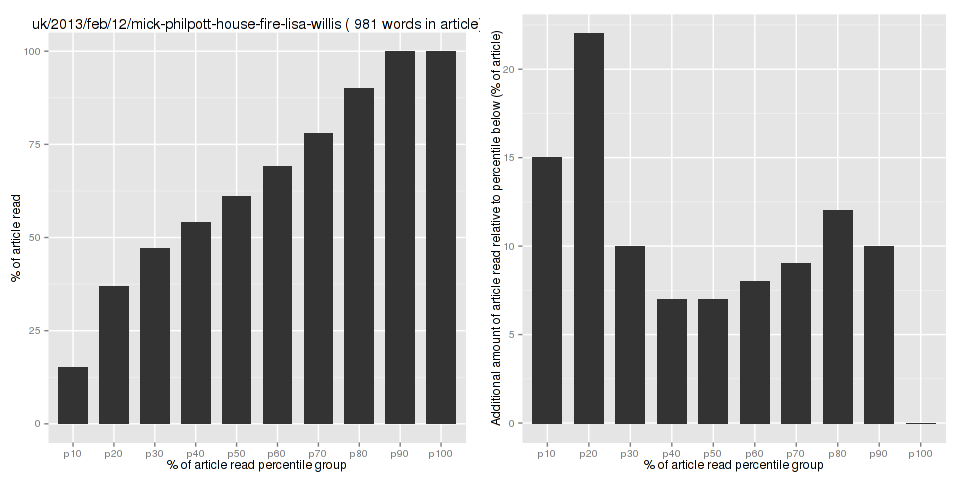 uk/2013/feb/12/mick-philpott-house-fire-lisa-willis ( 981 words in article)
% of article read
100
75
50
25
0
p10 p20 p30 p40 p50 p60 p70 p80 p90 p100
% of article read percentile group
Additional amount of article read relative to percentile below (% of article)
20
15
10
5
0
p10 p20 p30 p40 p50 p60 p70 p80 p90 p100
% of article read percentile group